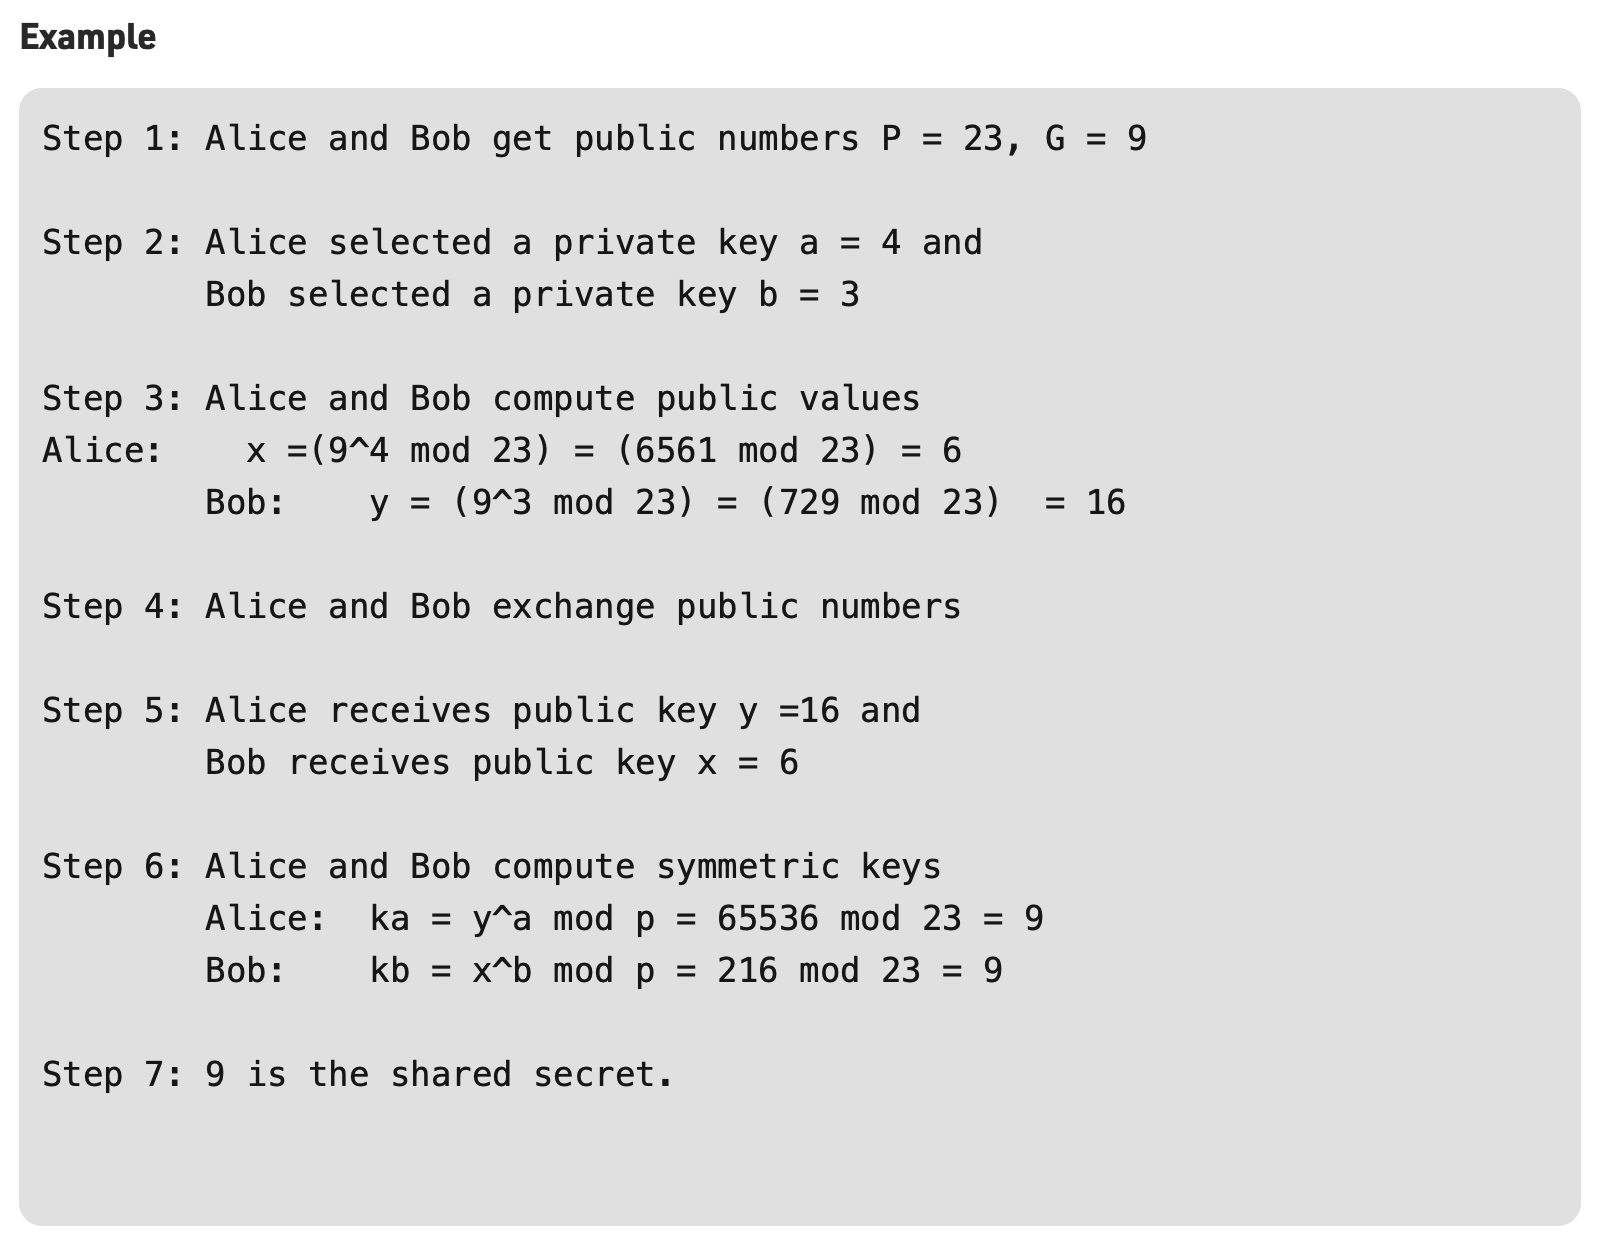 Example
Step 1: Alice and Bob get public numbers P = 23, G = 9
Step 2: Alice selected a private key a = 4 and
        Bob selected a private key b = 3
Step 3: Alice and Bob compute public values
Alice:    x =(9^4 mod 23) = (6561 mod 23) = 6
        Bob:    y = (9^3 mod 23) = (729 mod 23)  = 16
Step 4: Alice and Bob exchange public numbers
Step 5: Alice receives public key y =16 and
        Bob receives public key x = 6
Step 6: Alice and Bob compute symmetric keys
        Alice:  ka = y^a mod p = 65536 mod 23 = 9
        Bob:    kb = x^b mod p = 216 mod 23 = 9
Step 7: 9 is the shared secret.